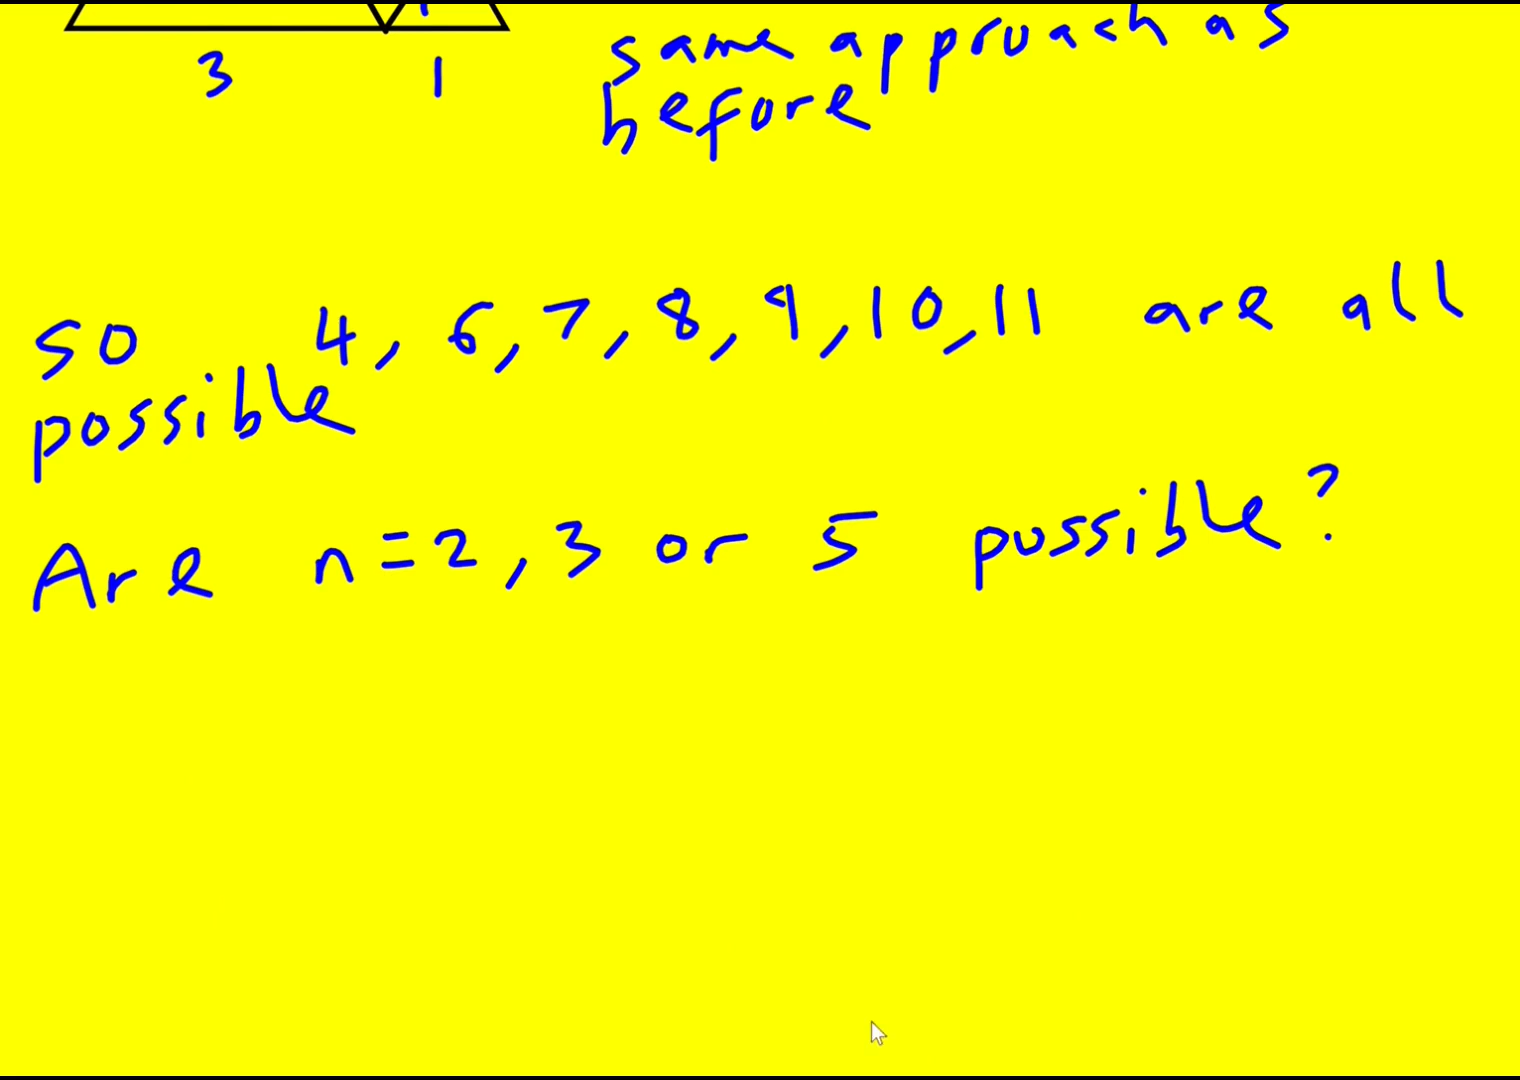 same approach as
3 1 before
so 4, 6, 7, 8, 9, 10, 11 are all
possible
Are n=2, 3 or 5 possible?